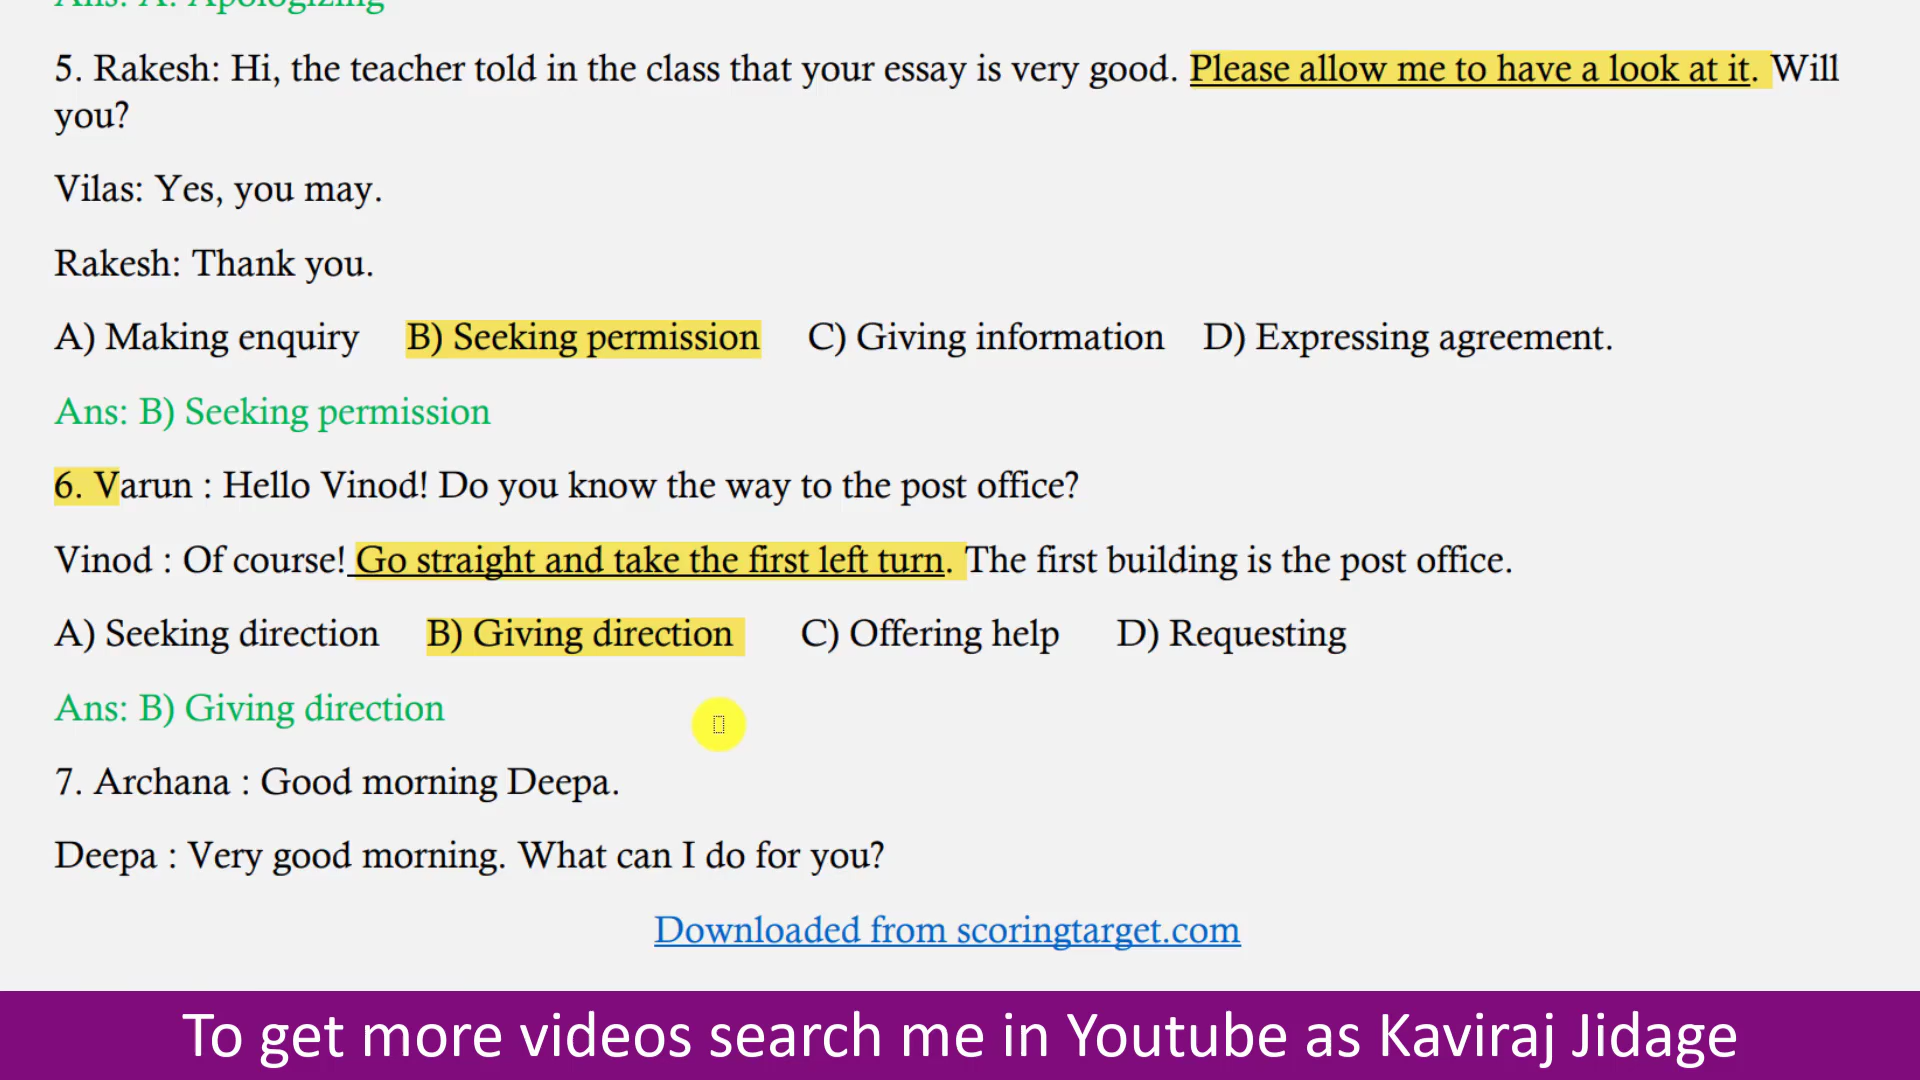 Ans: A. Apologizing
5. Rakesh: Hi, the teacher told in the class that your essay is very good. Please allow me to have a look at it. Will
you?
Vilas: Yes, you may.
Rakesh: Thank you.
A) Making enquiry B) Seeking permission C) Giving information D) Expressing agreement.
Ans: B) Seeking permission
6. Varun : Hello Vinod! Do you know the way to the post office?
Vinod : Of course! Go straight and take the first left turn. The first building is the post office.
A) Seeking direction B) Giving direction C) Offering help D) Requesting
Ans: B) Giving direction
7. Archana : Good morning Deepa.
Deepa : Very good morning. What can I do for you?
Downloaded from scoringtarget.com
To get more videos search me in Youtube as Kaviraj Jidage